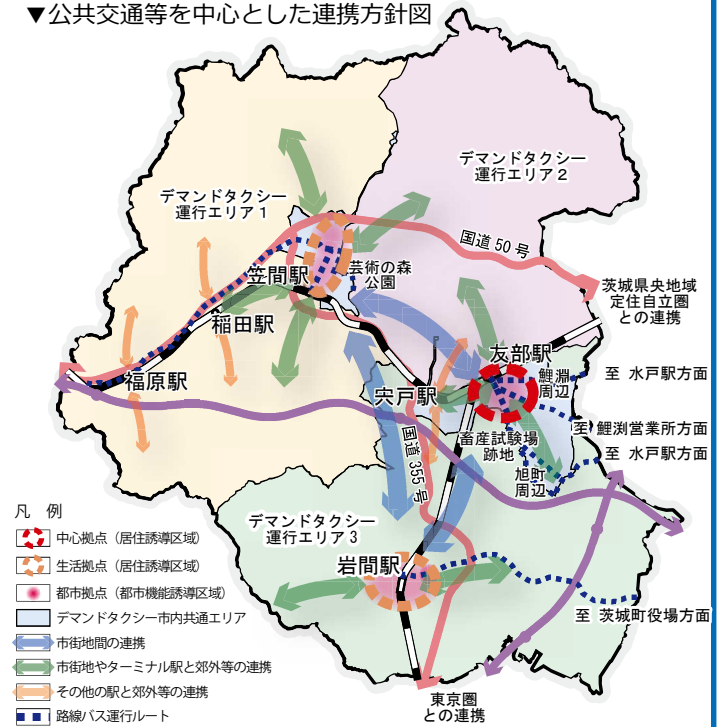 ▼公共交通等を中心とした連携方針図
デマンドタクシー
運行エリア２
デマンドタクシー
運行エリア１
国道 50 号
笠間駅
芸術の森
公園
茨城県央地域
定住自立圏
との連携
稲田駅
福原駅
友部駅
宍戸駅
鯉淵
周辺
至 水戸駅方面
至 鯉渕営業所方面
至 水戸駅方面
畜産試験場
跡地
旭町
周辺
国道 355 号
デマンドタクシー
運行エリア３
岩間駅
至 茨城町役場方面
東京圏
との連携
凡 例
中心拠点（居住誘導区域）
生活拠点（居住誘導区域）
都市拠点（都市機能誘導区域）
デマンドタクシー市内共通エリア
市街地間の連携
市街地やターミナル駅と郊外等の連携
その他の駅と郊外等の連携
路線バス運行ルート